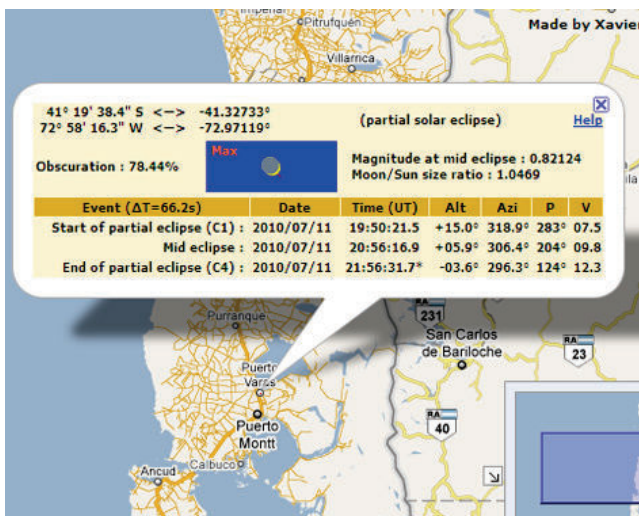 Imperial
Pitrufquén
Made by Xavie
Villarrica
41° 19' 38.4" S <—> -41.32733°
72° 58' 16.3" W <—> -72.97119°
(partial solar eclipse)
Help
Obscuration : 78.44%
Max
Magnitude at mid eclipse : 0.82124
Moon/Sun size ratio : 1.0469
Event (ΔT=66.2s) Date Time (UT) Alt Azi P V
Start of partial eclipse (C1) : 2010/07/11 19:50:21.5 +15.0° 318.9° 283° 07.5
Mid eclipse : 2010/07/11 20:56:16.9 +05.9° 306.4° 204° 09.8
End of partial eclipse (C4) : 2010/07/11 21:56:31.7* -03.6° 296.3° 124° 12.3
Purranque
231
San Carlos
de Bariloche
RA
23
Puerto
Varas
RA
40
Puerto
Montt
Calbuco
Ancud